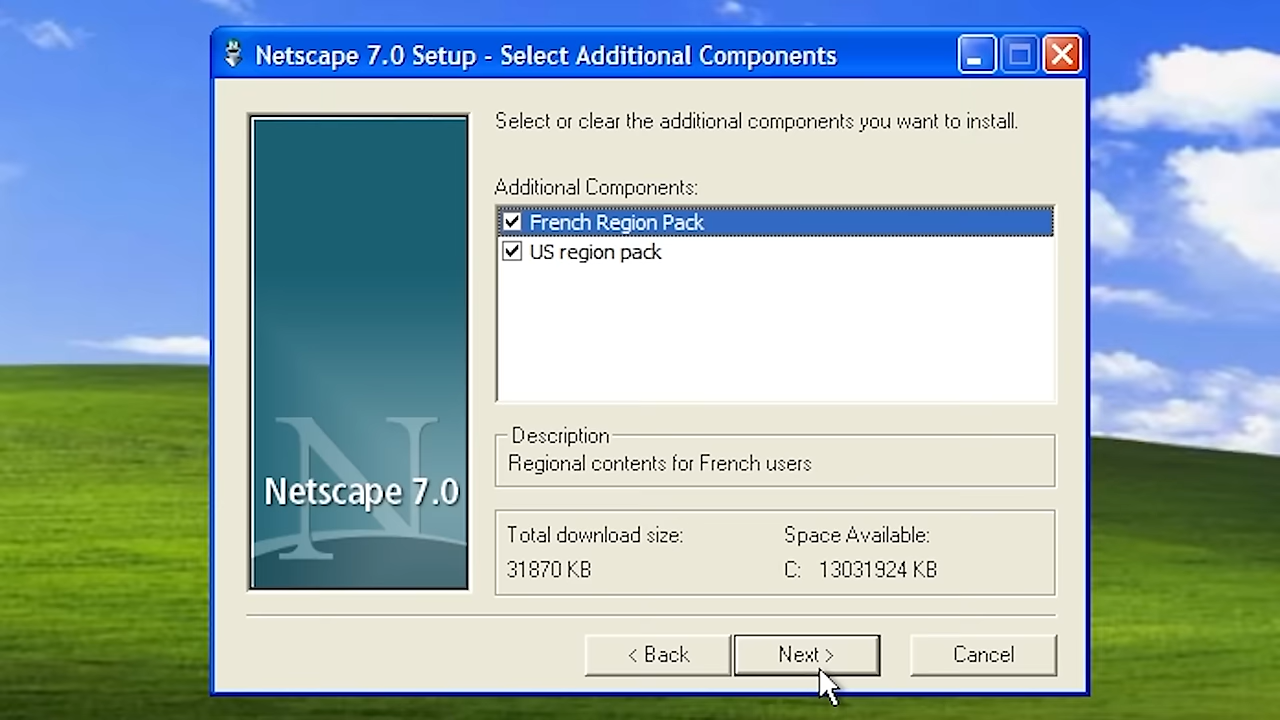 Netscape 7.0 Setup - Select Additional Components
Select or clear the additional components you want to install.
Additional Components:
French Region Pack
US region pack
Description
Regional contents for French users
N
Netscape 7.0
Total download size:
Space Available:
31870 KB
C: 13031924 KB
< Back
Next >
Cancel